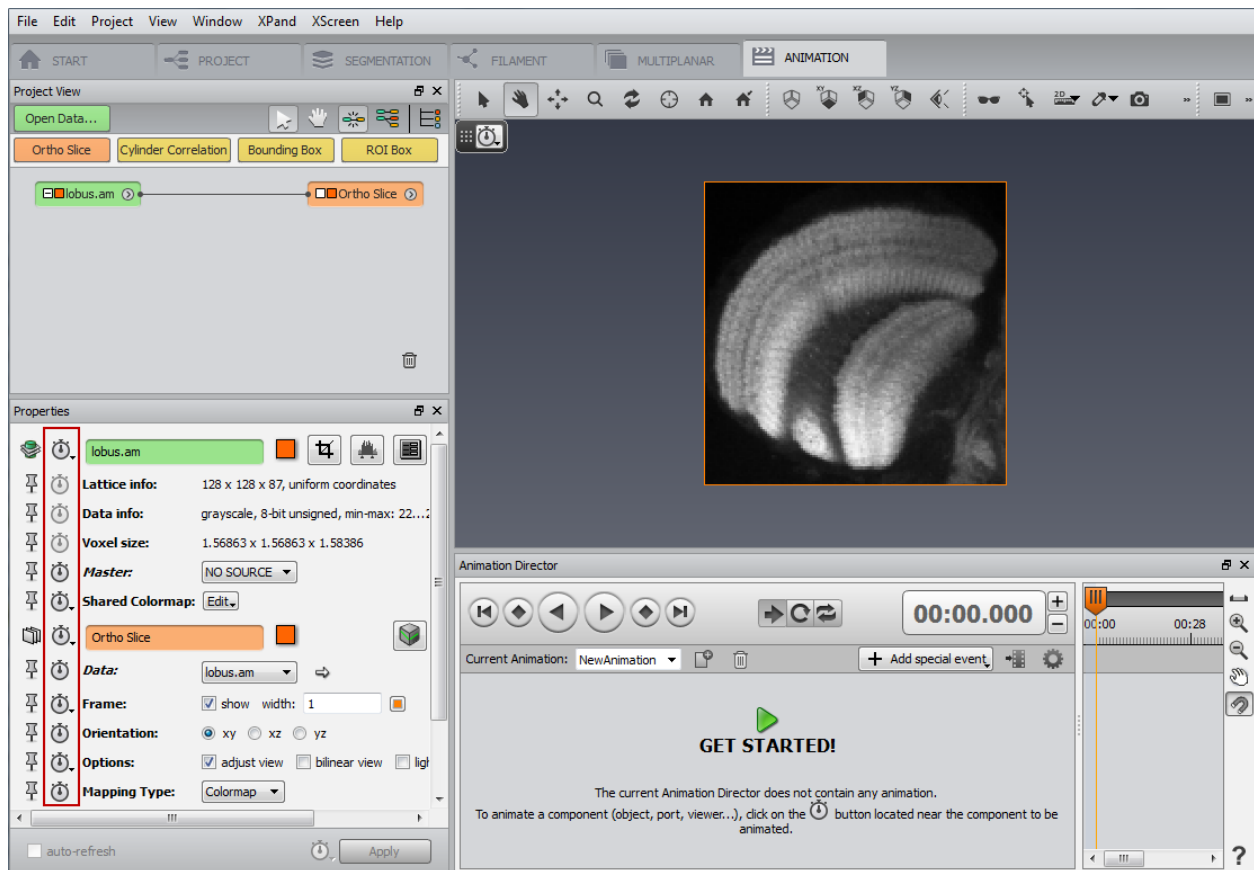 File Edit Project View Window XPand XScreen Help
START PROJECT SEGMENTATION FILAMENT MULTIPLANAR ANIMATION
Project View
Open Data...
Ortho Slice Cylinder Correlation Bounding Box ROI Box
lobus.am Ortho Slice
XY XZ YZ 2D
Properties
lobus.am
Lattice info: 128 x 128 x 87, uniform coordinates
Data info: grayscale, 8-bit unsigned, min-max: 22...
Voxel size: 1.56863 x 1.56863 x 1.58386
Master: NO SOURCE
Shared Colormap: Edit
Ortho Slice
Data: lobus.am
Frame: show width: 1
Orientation: xy xz yz
Options: adjust view bilinear view
Mapping Type: Colormap
auto-refresh Apply
Animation Director
00:00.000
00:00 00:28
Current Animation: NewAnimation + Add special event
GET STARTED!
The current Animation Director does not contain any animation.
To animate a component (object, port, viewer...), click on the button located near the component to be
animated.